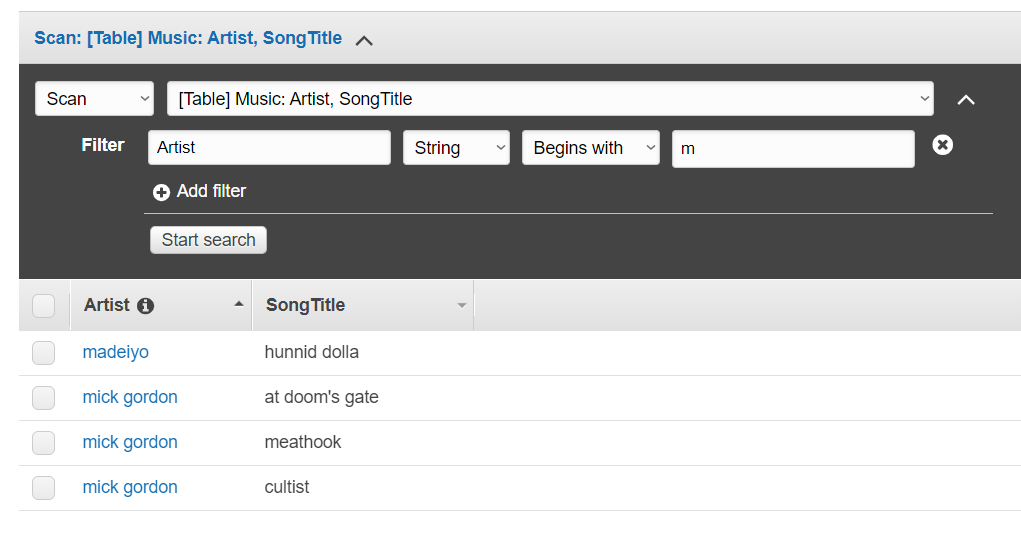 Scan: [Table] Music: Artist, SongTitle
Scan [Table] Music: Artist, SongTitle
Filter Artist String Begins with m
Add filter
Start search
Artist SongTitle
madeiyo hunnid dolla
mick gordon at doom's gate
mick gordon meathook
mick gordon cultist